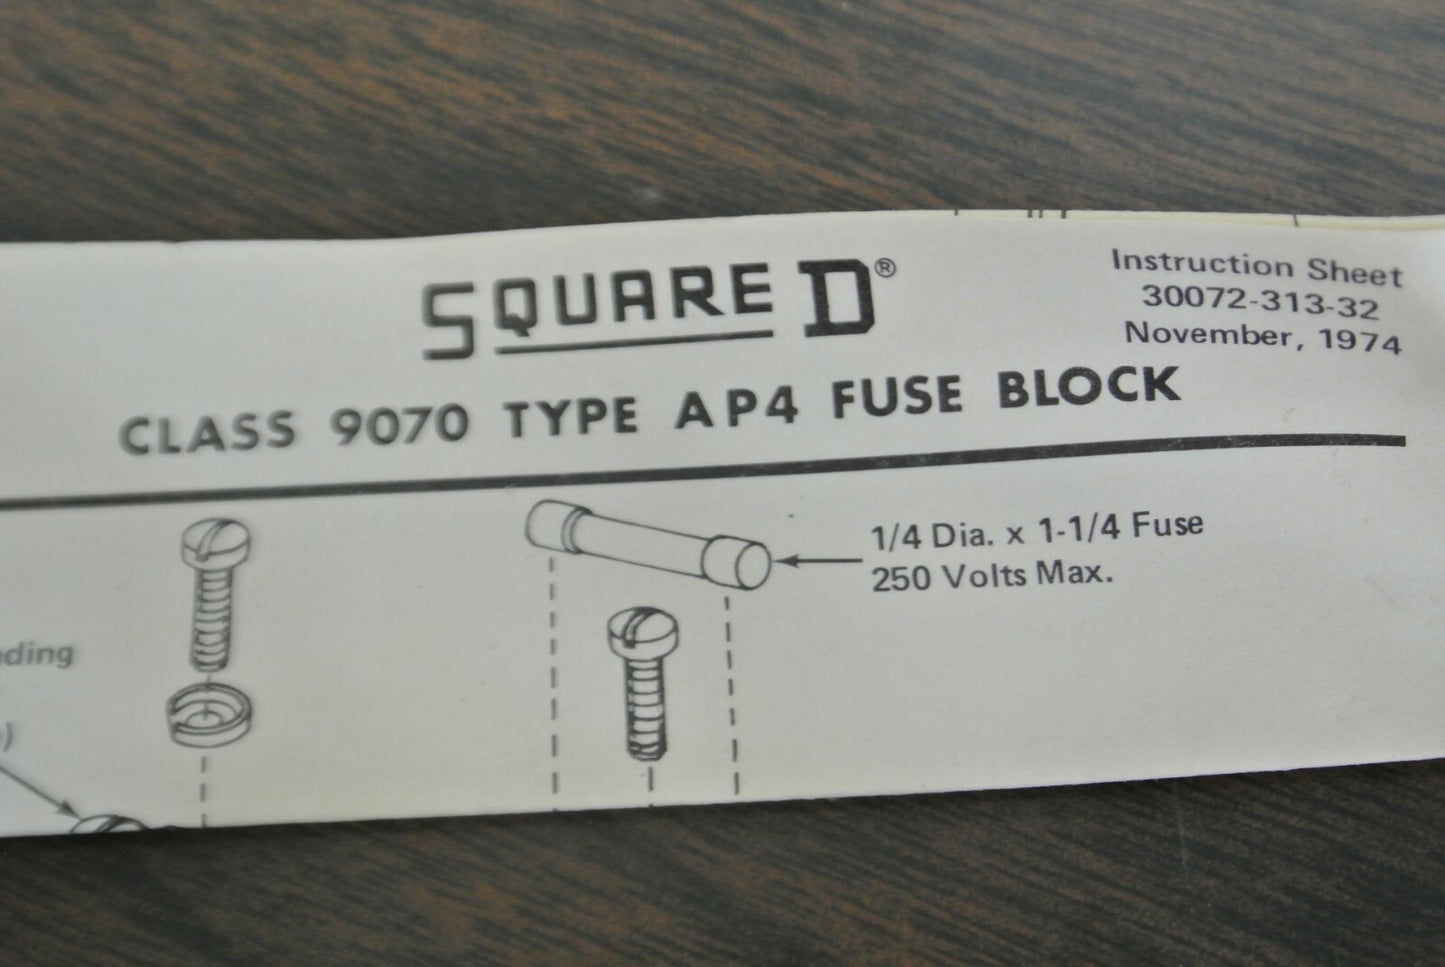 SQUARE D®
Instruction Sheet
30072-313-32
November, 1974
CLASS 9070 TYPE AP4 FUSE BLOCK
1/4 Dia. x 1-1/4 Fuse
250 Volts Max.
ding
)